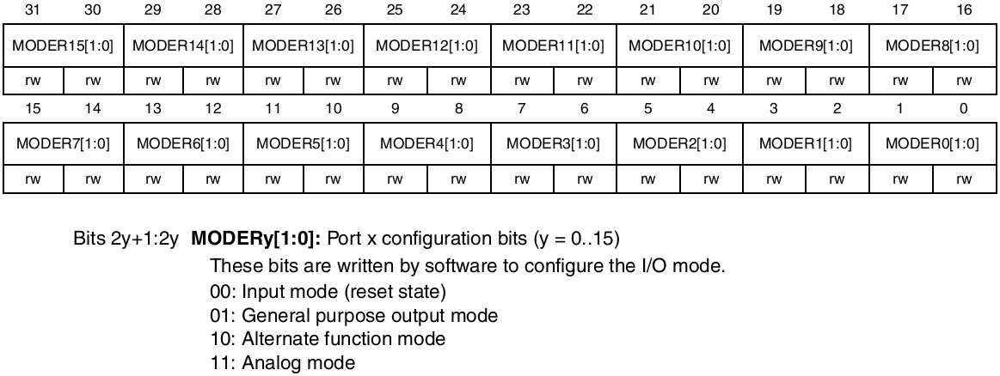 31 30 29 28 27 26 25 24 23 22 21 20 19 18 17 16
MODER15[1:0] MODER14[1:0] MODER13[1:0] MODER12[1:0] MODER11[1:0] MODER10[1:0] MODER9[1:0] MODER8[1:0]
rw rw rw rw rw rw rw rw rw rw rw rw rw rw rw rw
15 14 13 12 11 10 9 8 7 6 5 4 3 2 1 0
MODER7[1:0] MODER6[1:0] MODER5[1:0] MODER4[1:0] MODER3[1:0] MODER2[1:0] MODER1[1:0] MODER0[1:0]
rw rw rw rw rw rw rw rw rw rw rw rw rw rw rw rw
Bits 2y+1:2y MODERy[1:0]: Port x configuration bits (y = 0..15)
These bits are written by software to configure the I/O mode.
00: Input mode (reset state)
01: General purpose output mode
10: Alternate function mode
11: Analog mode